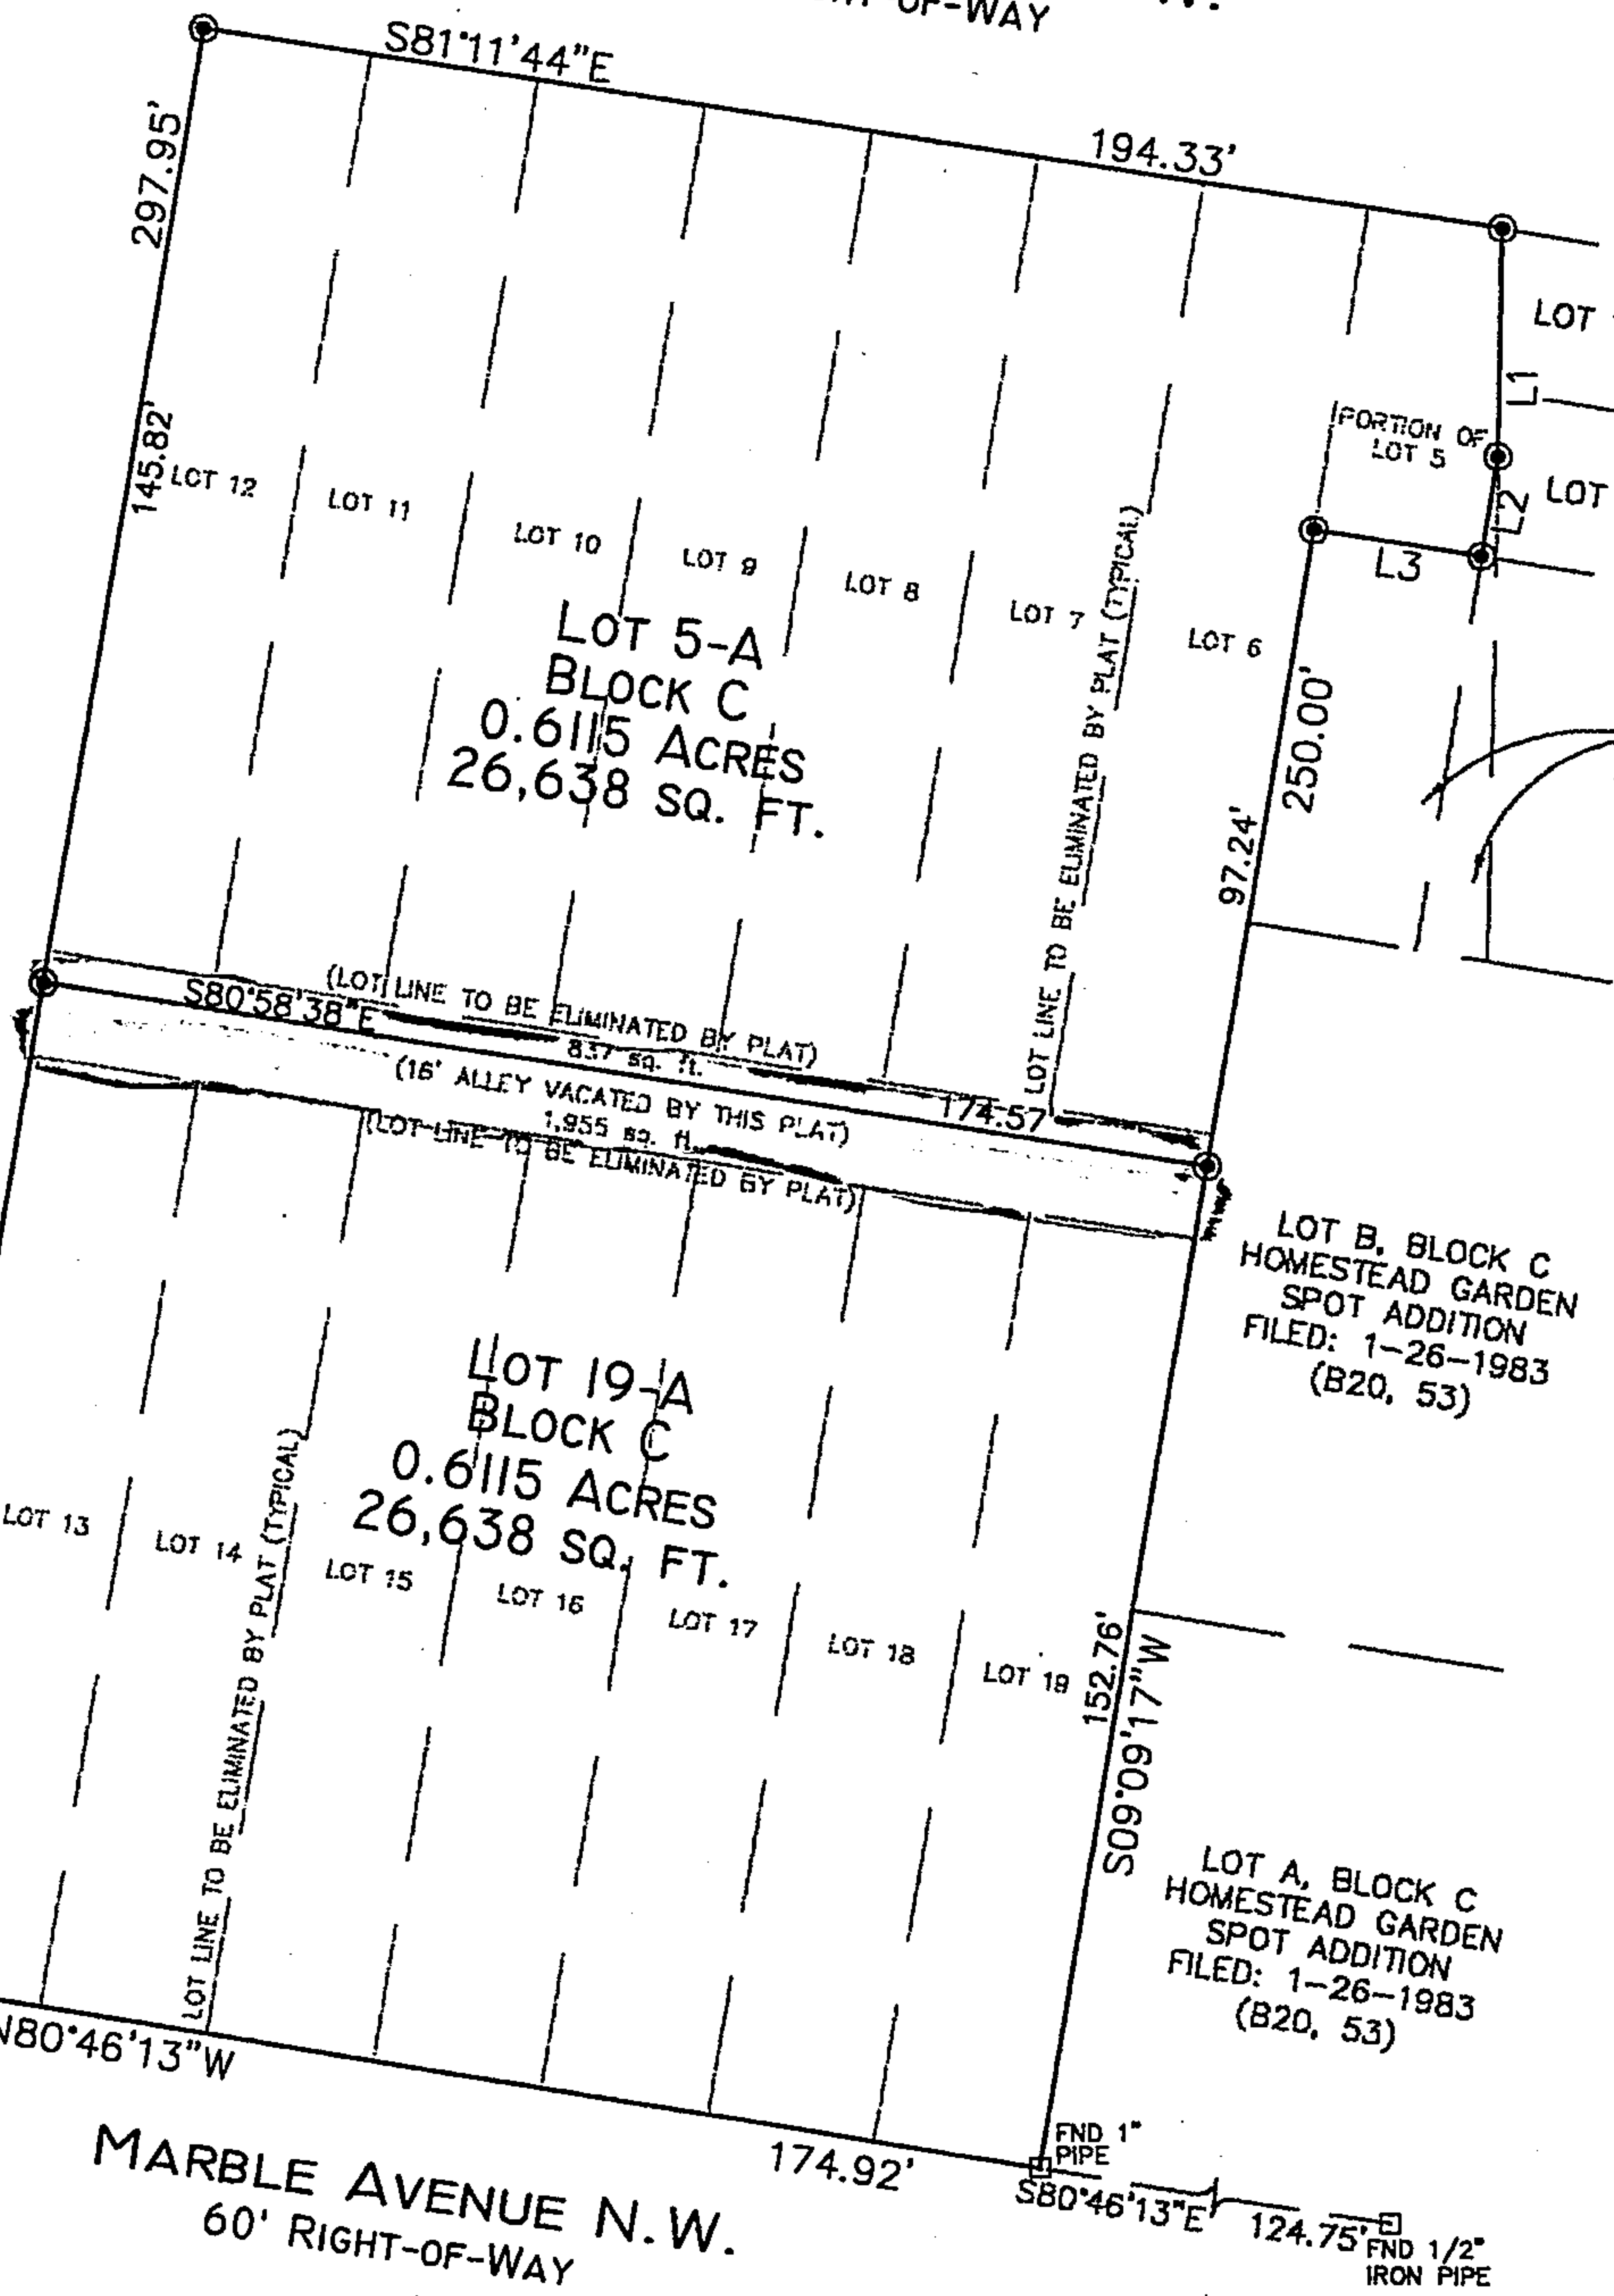 OF-WAY
S81°11'44"E
194.33'
297.95'
145.82'
LOT
L1
PORTION OF
LOT 5
LOT
L2
L3
LOT 12
LOT 11
LOT 10
LOT 9
LOT 8
LOT 7
LOT 6
LOT LINE TO BE ELIMINATED BY PLAT (TYPICAL)
LOT 5-A
BLOCK C
0.6115 ACRES
26,638 SQ. FT.
250.00'
97.24'
(LOT LINE TO BE ELIMINATED BY PLAT)
S80°58'38"E
837 sq. ft.
174.57'
(16' ALLEY VACATED BY THIS PLAT)
1,955 sq. ft.
(LOT LINE TO BE ELIMINATED BY PLAT)
LOT B, BLOCK C
HOMESTEAD GARDEN
SPOT ADDITION
FILED: 1-26-1983
(B20, 53)
LOT 19-A
BLOCK C
0.6115 ACRES
26,638 SQ. FT.
LOT 13
LOT 14
LOT 15
LOT 16
LOT 17
LOT 18
LOT 19
LOT LINE TO BE ELIMINATED BY PLAT (TYPICAL)
152.76'
S09°09'17"W
LOT A, BLOCK C
HOMESTEAD GARDEN
SPOT ADDITION
FILED: 1-26-1983
(B20, 53)
N80°46'13"W
174.92'
FND 1"
PIPE
S80°46'13"E
124.75'
FND 1/2"
IRON PIPE
MARBLE AVENUE N.W.
60' RIGHT-OF-WAY